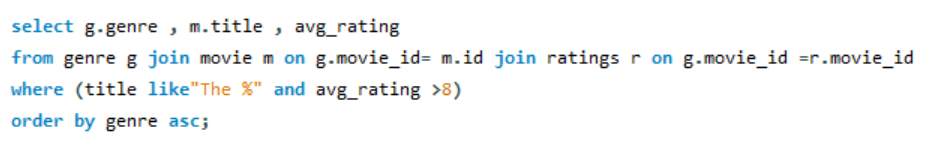 select g.genre , m.title , avg_rating
from genre g join movie m on g.movie_id= m.id join ratings r on g.movie_id =r.movie_id
where (title like"The %" and avg_rating >8)
order by genre asc;